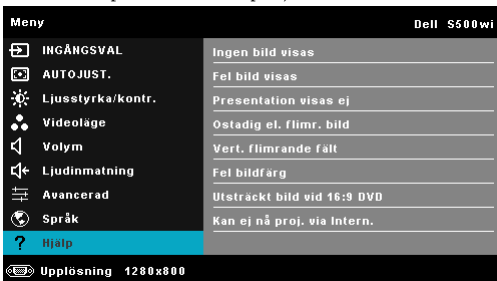 Meny Dell S500wi
INGÅNGSVAL
AUTOJUST.
Ljusstyrka/kontr.
Videoläge
Volym
Ljudinmatning
Avancerad
Språk
Hjälp
Ingen bild visas
Fel bild visas
Presentation visas ej
Ostadig el. flimr. bild
Vert. flimrande fält
Fel bildfärg
Utsträckt bild vid 16:9 DVD
Kan ej nå proj. via Intern.
Upplösning 1280x800